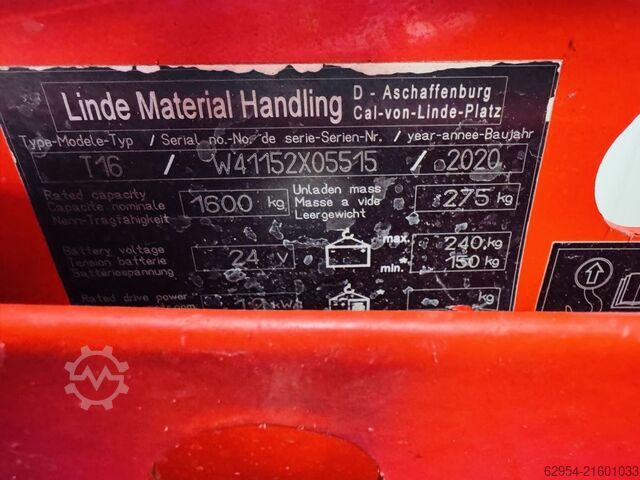 Linde Material Handling
D - Aschaffenburg
Cal-von-Linde-Platz
Type-Modele-Typ / Serial no.-No. de serie-Serien-Nr. / year-annee-Baujahr
T16 / W41152X05515 / 2020
Rated capacity
Capacite nominale
Nenn-Tragfähigkeit
1600 kg
Unladen mass
Masse a vide
Leergewicht
1275 kg
Battery voltage
Tension batterie
Batteriespannung
24 v
max. 240 kg
min.* 150 kg
Rated drive power
kW
kg
62954-21601033